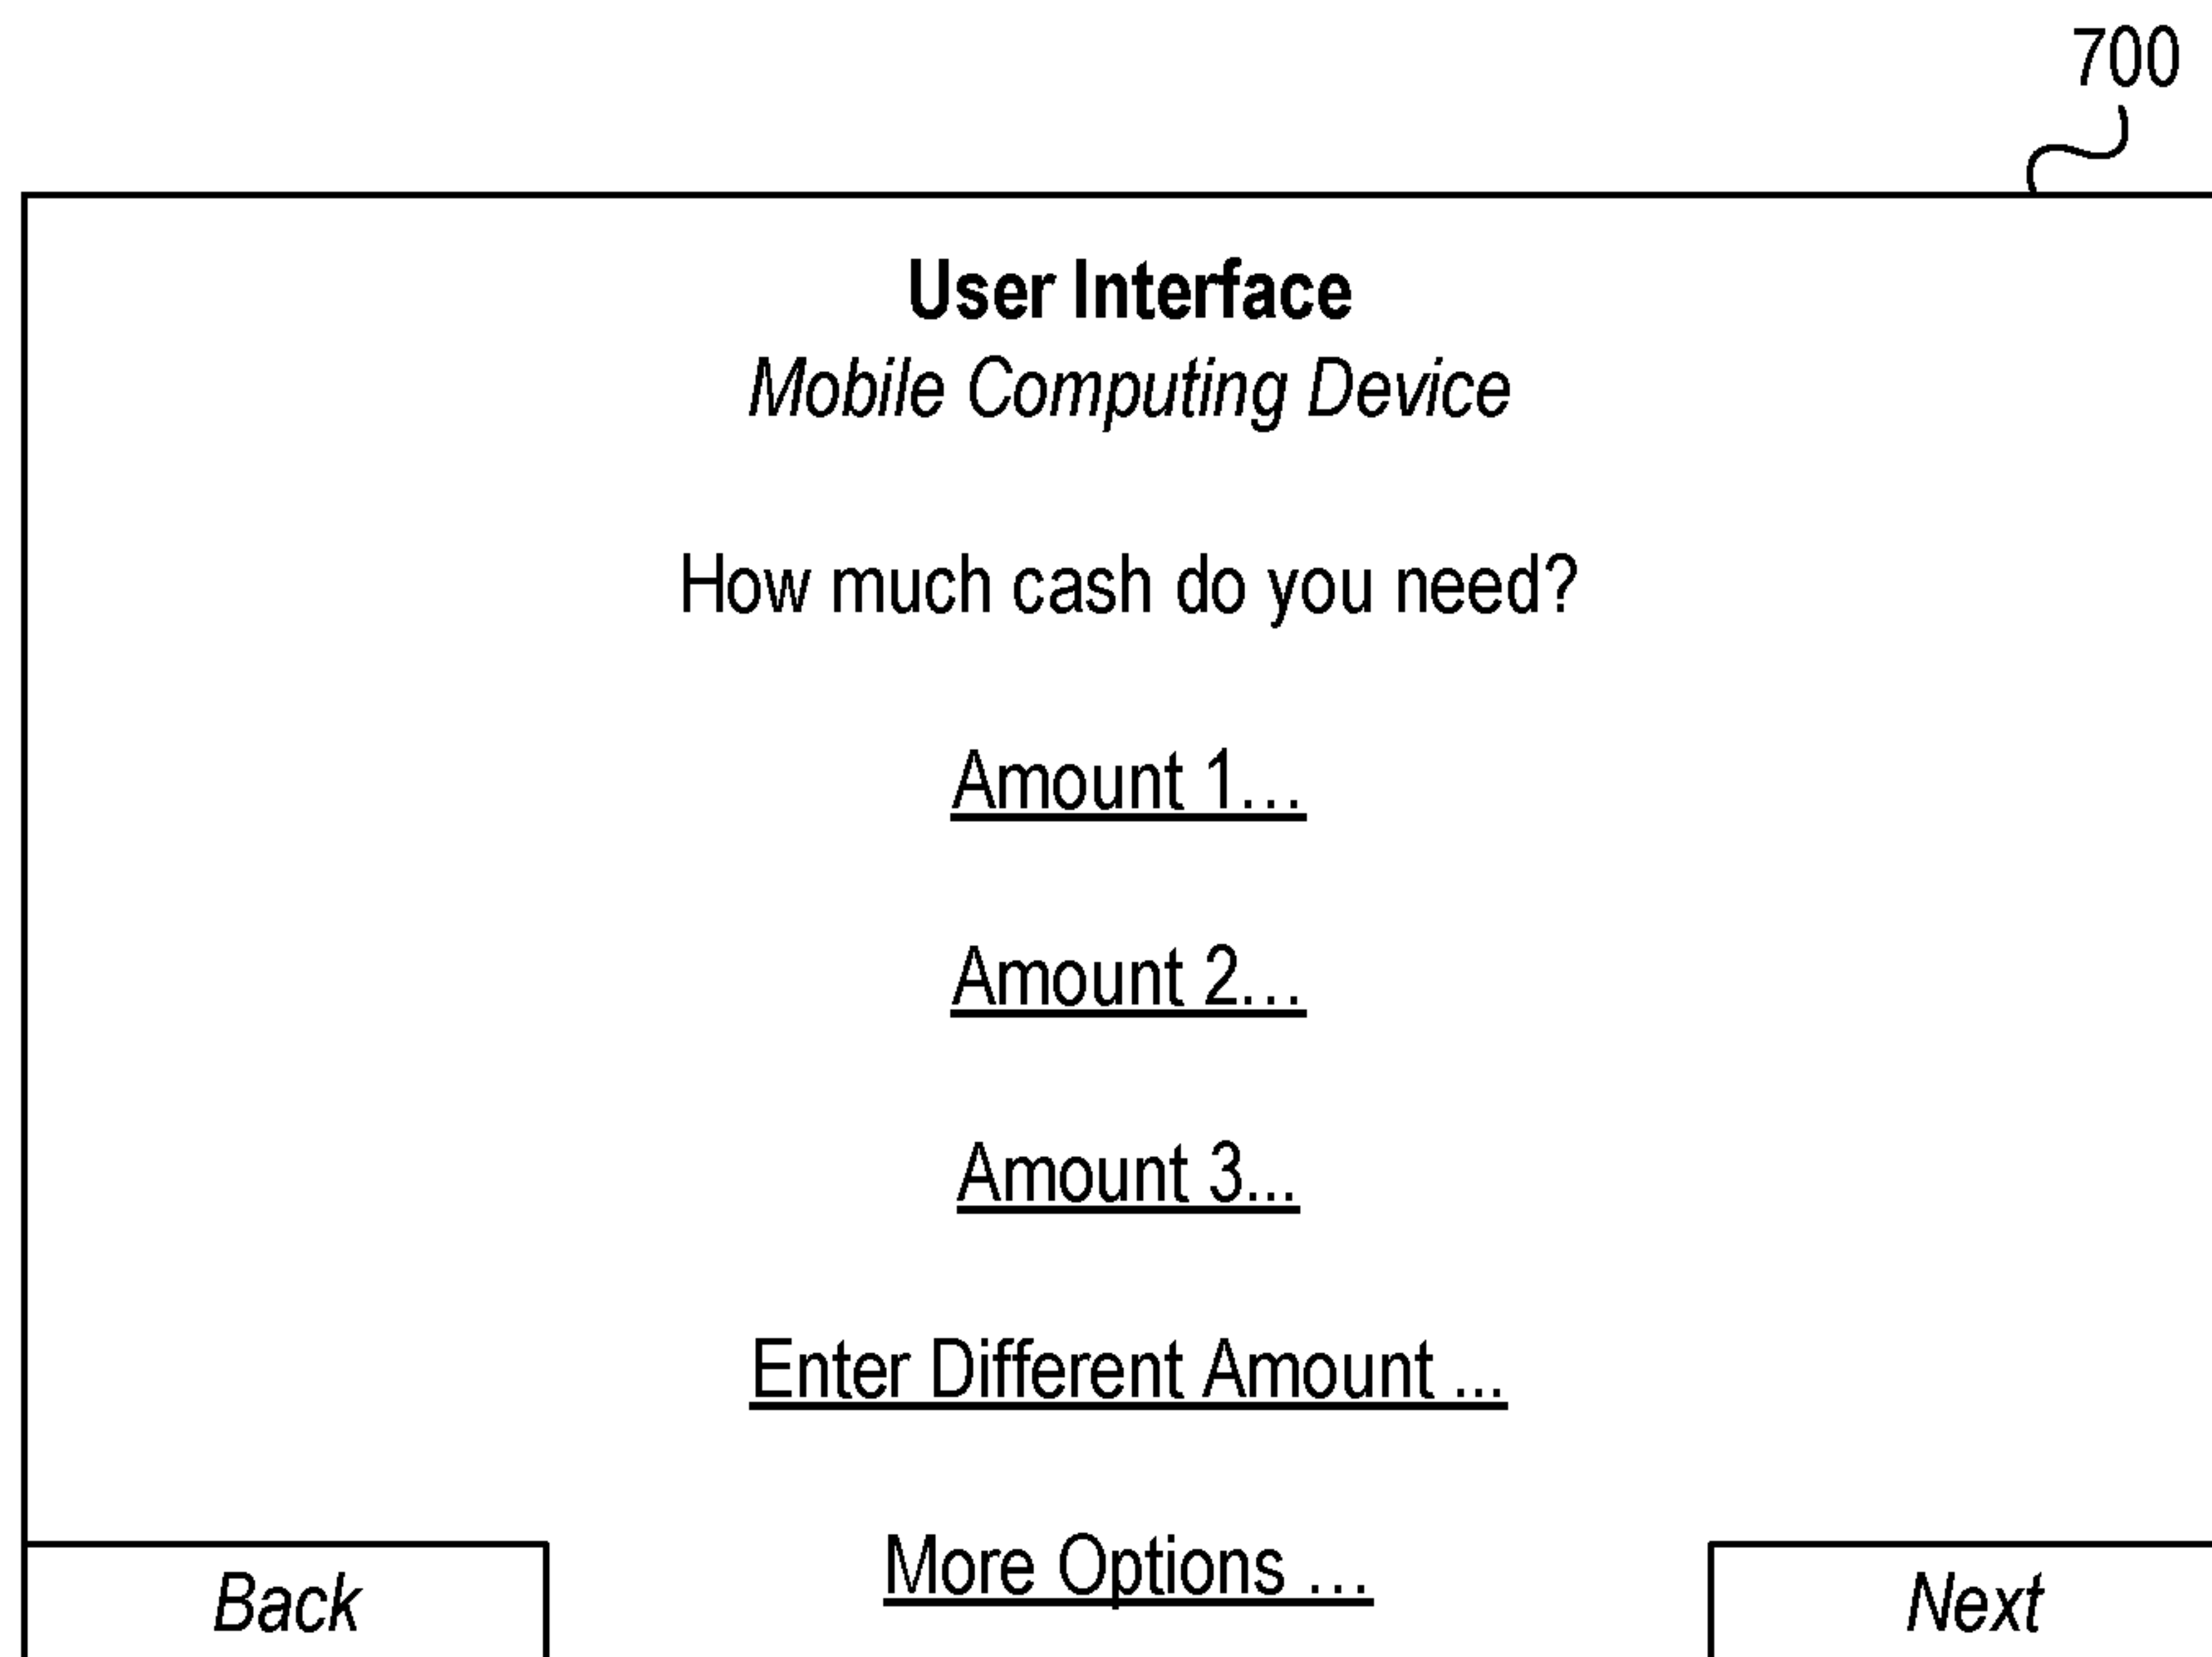 700
User Interface
Mobile Computing Device
How much cash do you need?
Amount 1...
Amount 2...
Amount 3...
Enter Different Amount ...
More Options ...
Back
Next